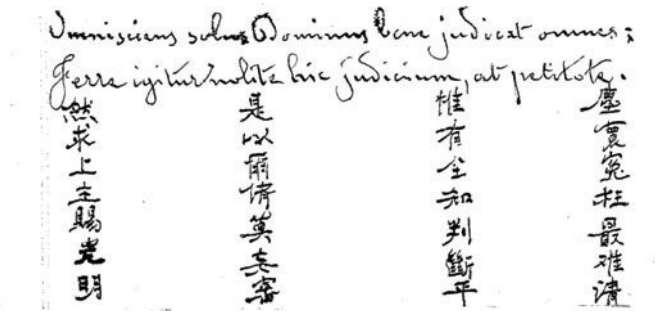 Omnisciens solus Dominus bene judicat omnes;
Ferre igitur nolite hic judicium, at petitote.
塵寰冤枉最难清
惟有全知判斷平
是以爾儕莫妄審
然求上主賜光明